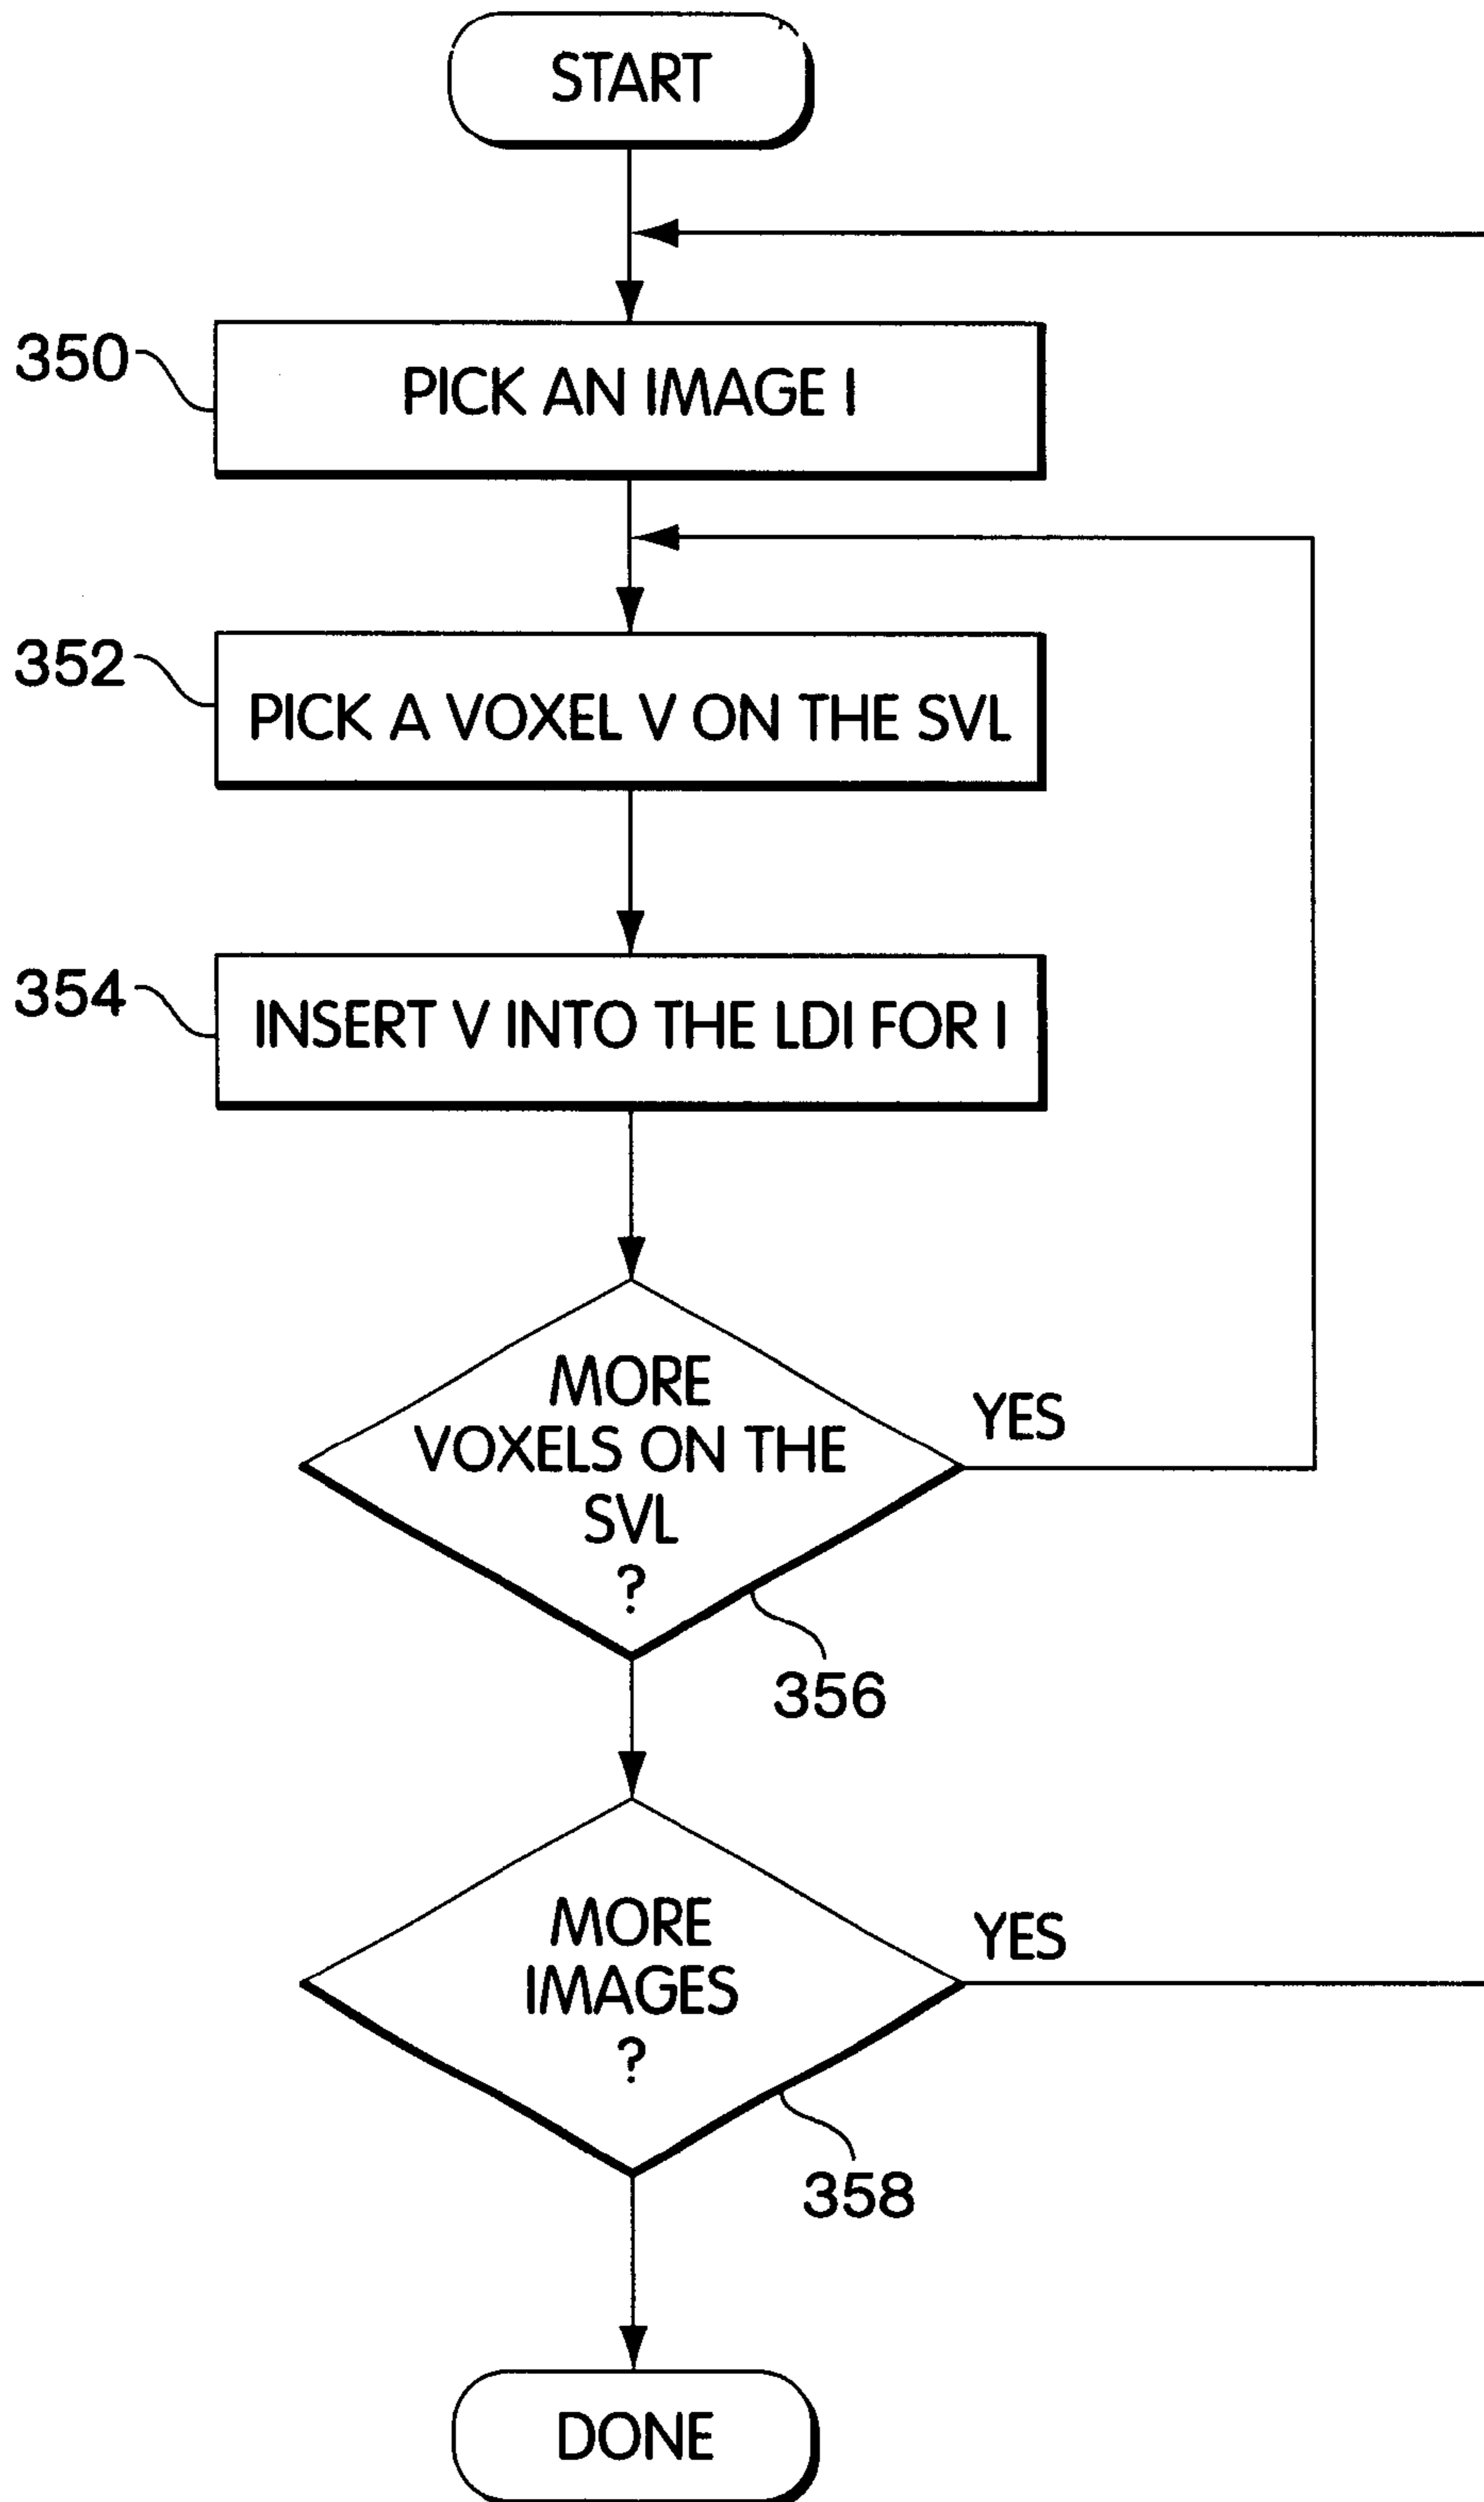 START
350
PICK AN IMAGE I
352
PICK A VOXEL V ON THE SVL
354
INSERT V INTO THE LDI FOR I
MORE
VOXELS ON THE
SVL
?
YES
356
MORE
IMAGES
?
YES
358
DONE